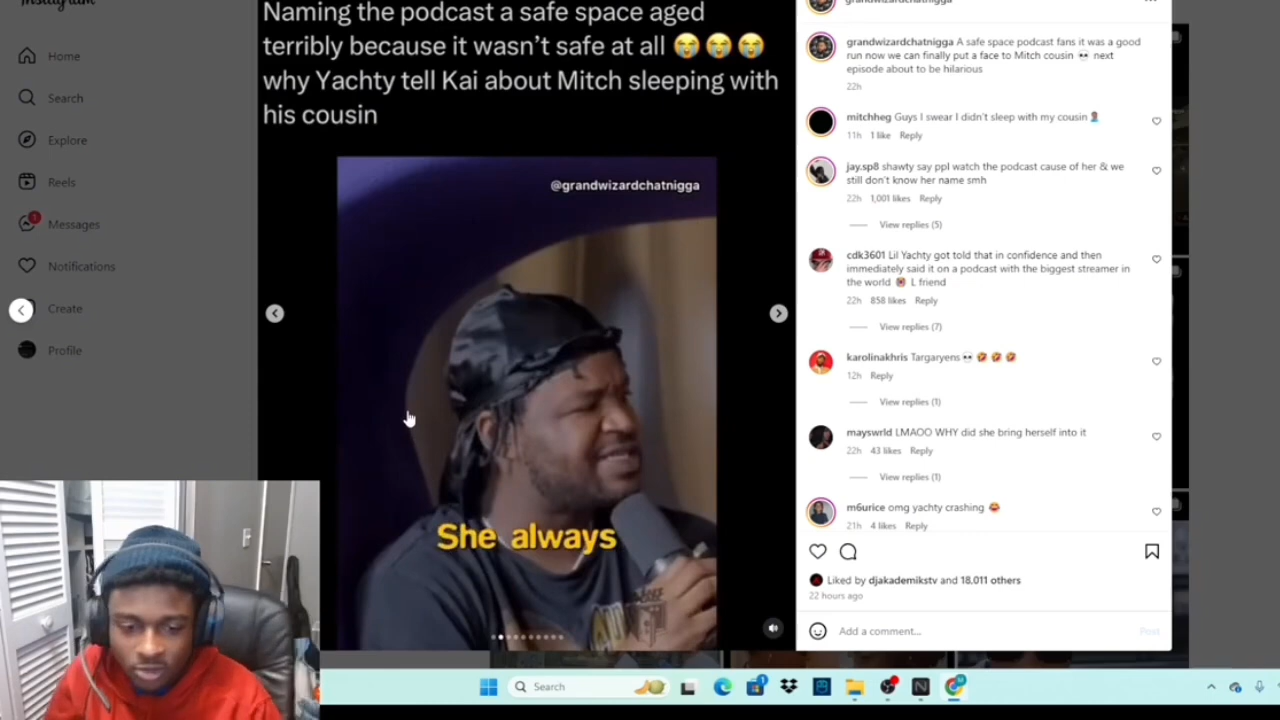 Instagram
Home
Search
Explore
Reels
1
Messages
Notifications
Create
Profile
Naming the podcast a safe space aged
terribly because it wasn’t safe at all 😭😭😭
why Yachty tell Kai about Mitch sleeping with
his cousin
@grandwizardchatnigga
She always
grandwizardchatnigga
grandwizardchatnigga A safe space podcast fans it was a good
run now we can finally put a face to Mitch cousin 💀 next
episode about to be hilarious
22h
mitchheg Guys I swear I didn't sleep with my cousin🤦🏽‍♂️
11h 1 like Reply
jay.sp8 shawty say ppl watch the podcast cause of her & we
still don't know her name smh
22h 1,001 likes Reply
View replies (5)
cdk3601 Lil Yachty got told that in confidence and then
immediately said it on a podcast with the biggest streamer in
the world L friend
22h 858 likes Reply
View replies (7)
karolinakhris Targaryens💀 🤣 🤣 🤣
12h Reply
View replies (1)
mayswrld LMAOO WHY did she bring herself into it
22h 43 likes Reply
View replies (1)
m6urice omg yachty crashing 😂
21h 4 likes Reply
Liked by djakademikstv and 18,011 others
22 hours ago
Add a comment...
Post
Search